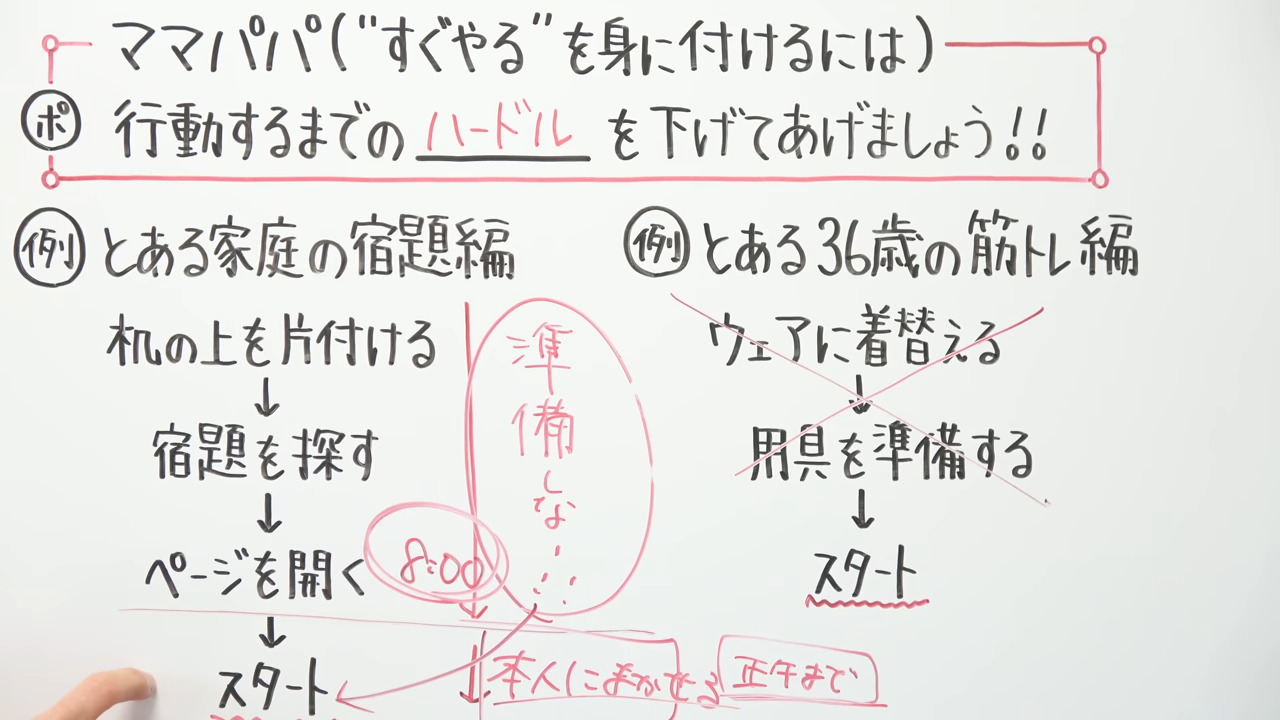 ママパパ("すぐやる"を身に付けるには)
ポ 行動するまでの ハードル を下げてあげましょう!!
例 とある家庭の宿題編
机の上を片付ける
↓
宿題を探す
↓
ページを開く
↓
スタート
準備しな…
8:00
本人にまかせる 正午まで
例 とある36歳の筋トレ編
ウェアに着替える
↓
用具を準備する
↓
スタート